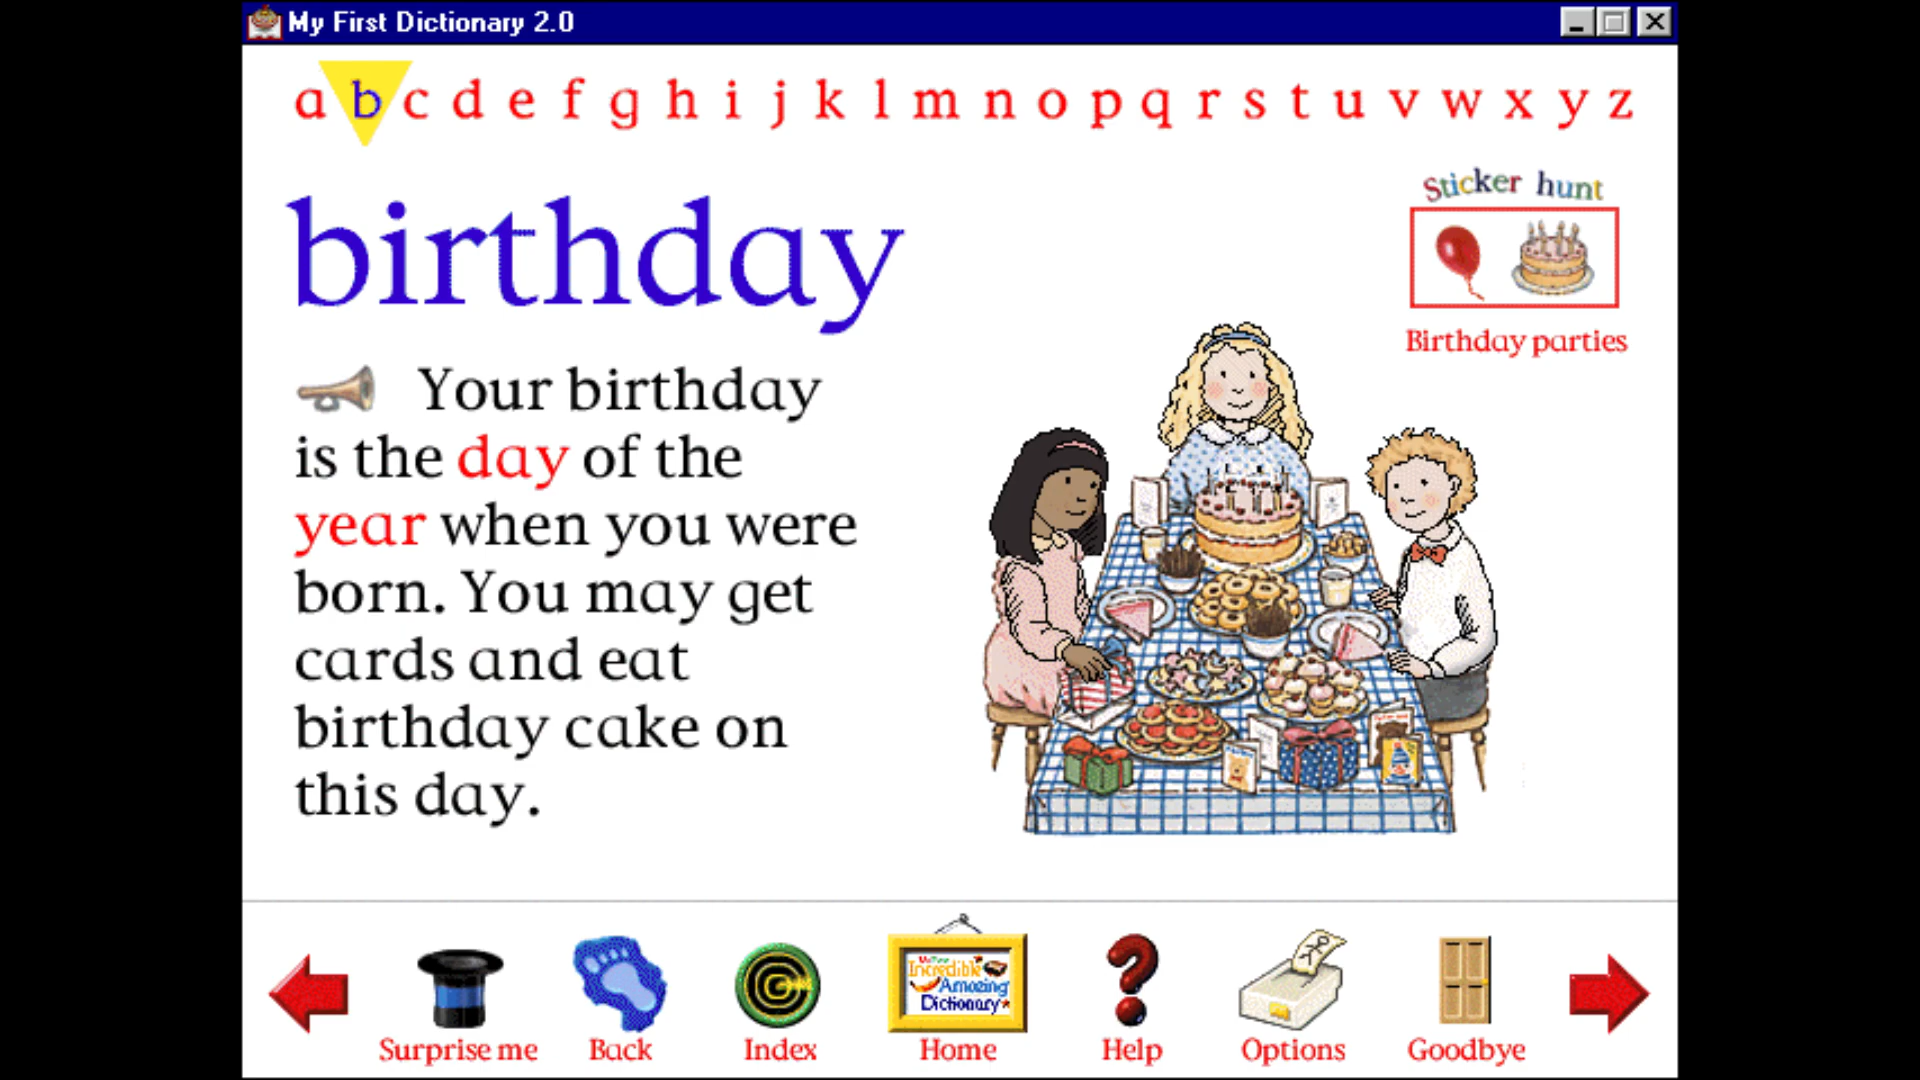 My First Dictionary 2.0
a b c d e f g h i j k l m n o p q r s t u v w x y z
Sticker hunt
birthday
Birthday parties
Your birthday
is the day of the
year when you were
born. You may get
cards and eat
birthday cake on
this day.
My First
Incredible
Amazing
Dictionary
Surprise me
Back
Index
Home
Help
Options
Goodbye